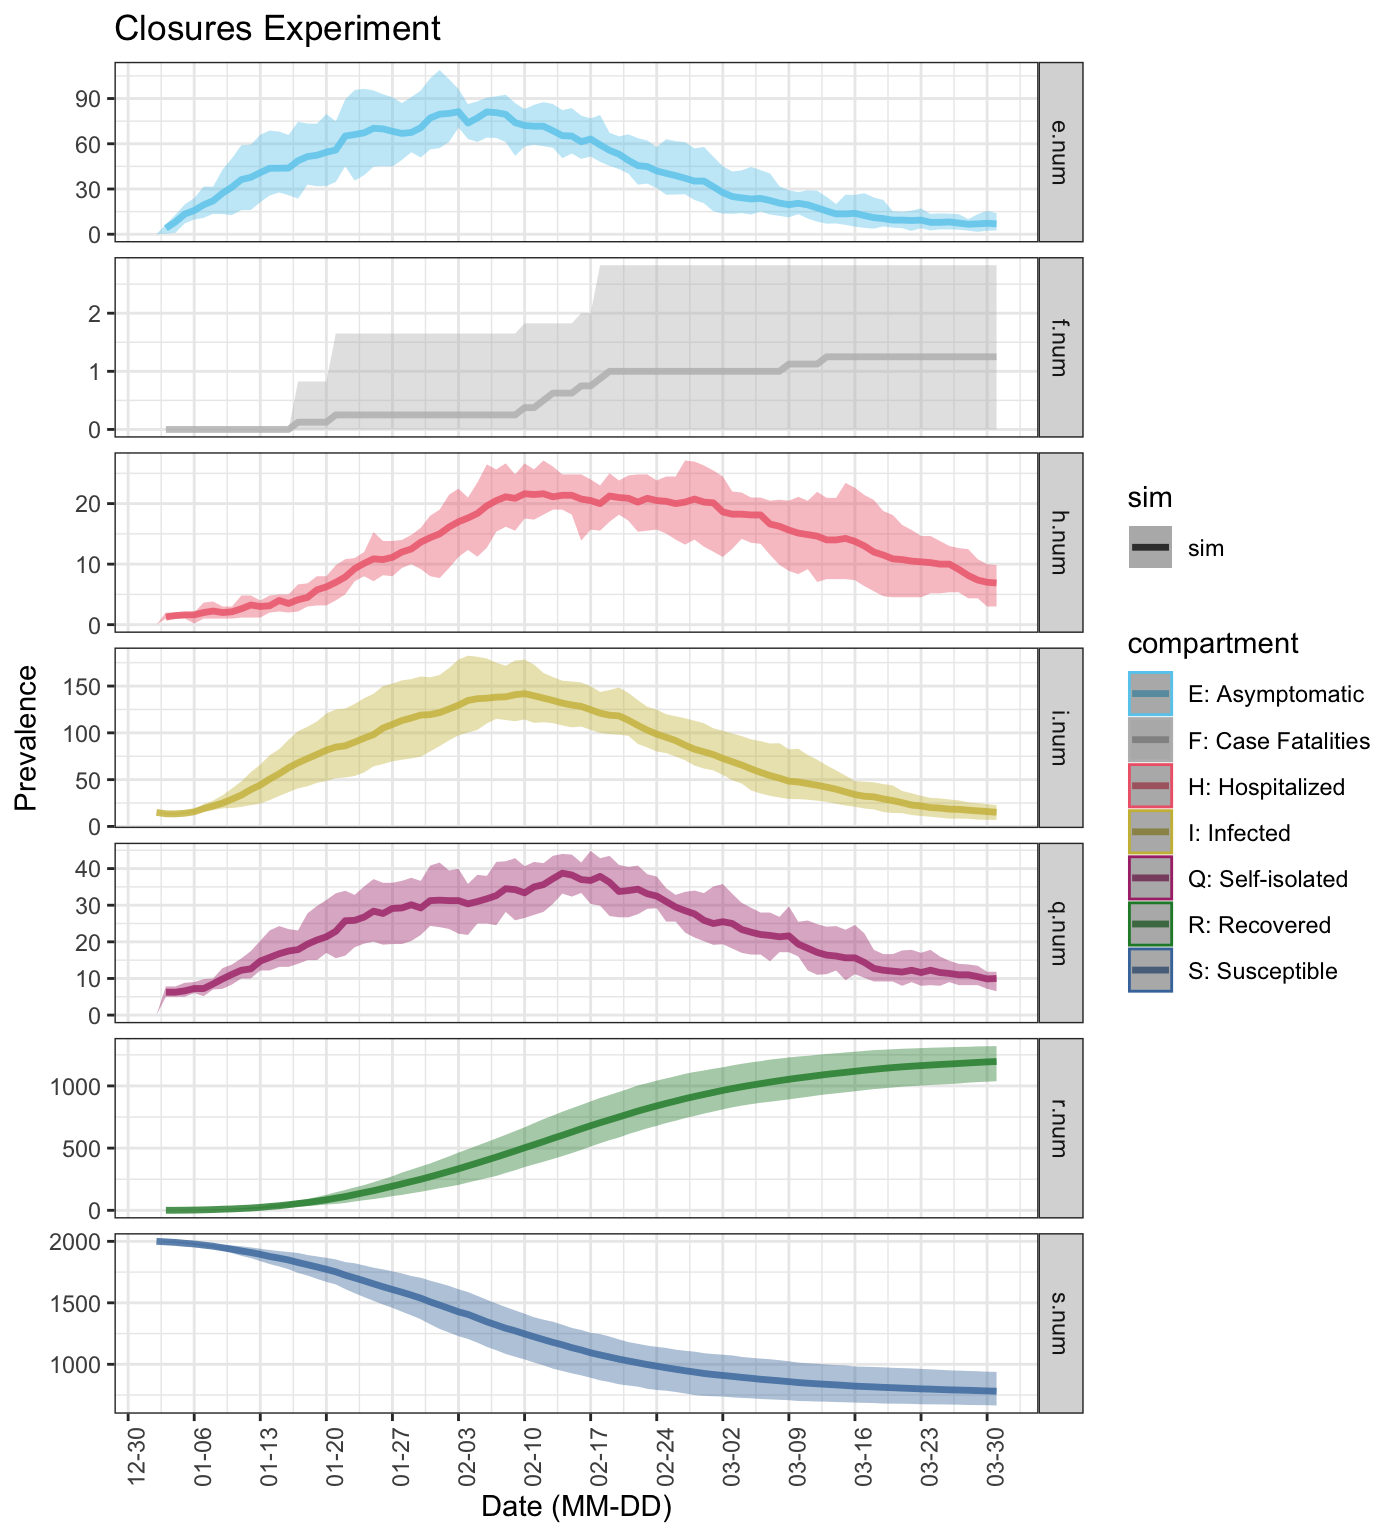 Closures Experiment
90
60
30
0
e.num
2
1
0
f.num
20
10
0
h.num
150
100
50
0
i.num
40
30
20
10
0
q.num
1000
500
0
r.num
2000
1500
1000
s.num
Prevalence
12-30
01-06
01-13
01-20
01-27
02-03
02-10
02-17
02-24
03-02
03-09
03-16
03-23
03-30
Date (MM-DD)
sim
sim
compartment
E: Asymptomatic
F: Case Fatalities
H: Hospitalized
I: Infected
Q: Self-isolated
R: Recovered
S: Susceptible